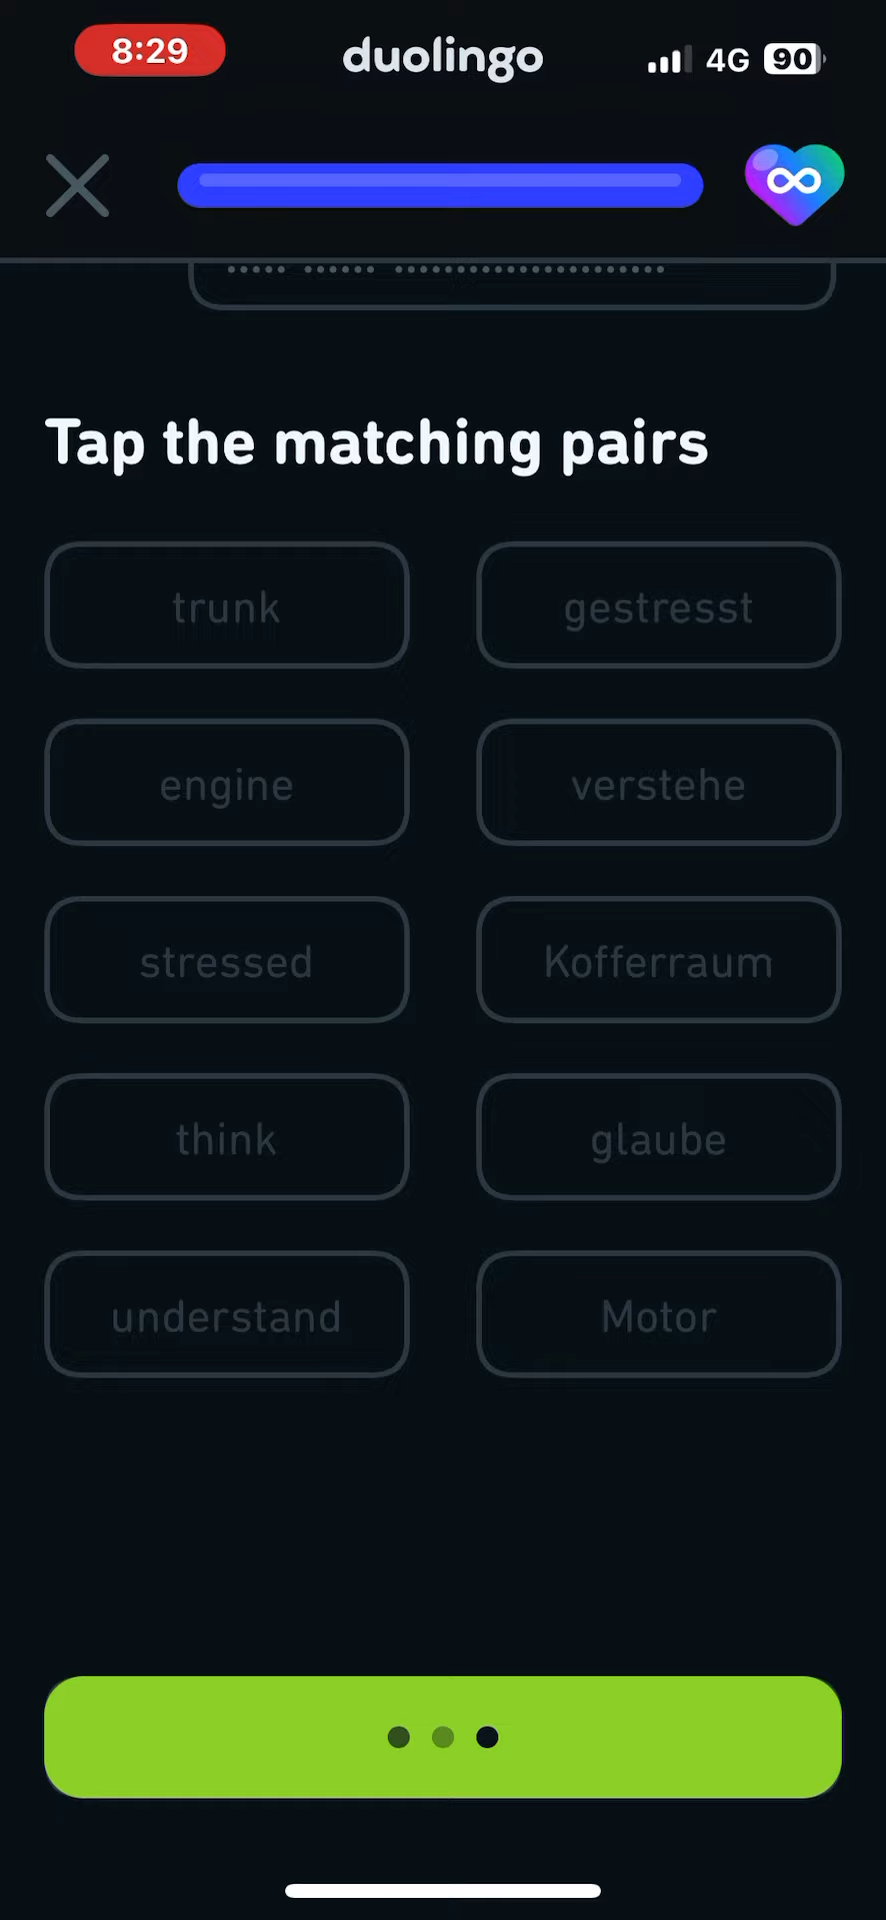 8:29 duolingo 4G 90
Tap the matching pairs
trunk gestresst
engine verstehe
stressed Kofferraum
think glaube
understand Motor